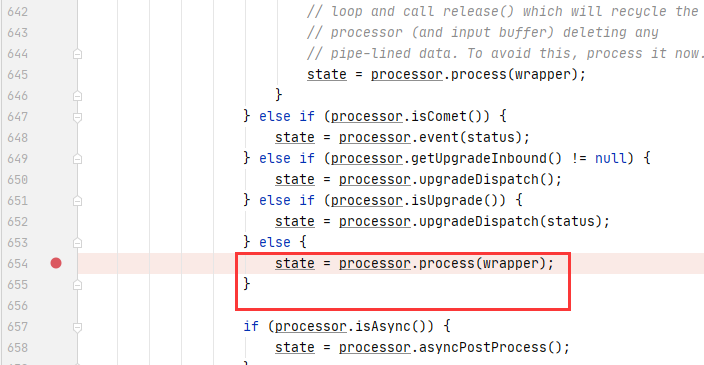 642 // loop and call release() which will recycle the
643 // processor (and input buffer) deleting any
644 // pipe-lined data. To avoid this, process it now.
645 state = processor.process(wrapper);
646 }
647 } else if (processor.isComet()) {
648 state = processor.event(status);
649 } else if (processor.getUpgradeInbound() != null) {
650 state = processor.upgradeDispatch();
651 } else if (processor.isUpgrade()) {
652 state = processor.upgradeDispatch(status);
653 } else {
654 state = processor.process(wrapper);
655 }
656
657 if (processor.isAsync()) {
658 state = processor.asyncPostProcess();